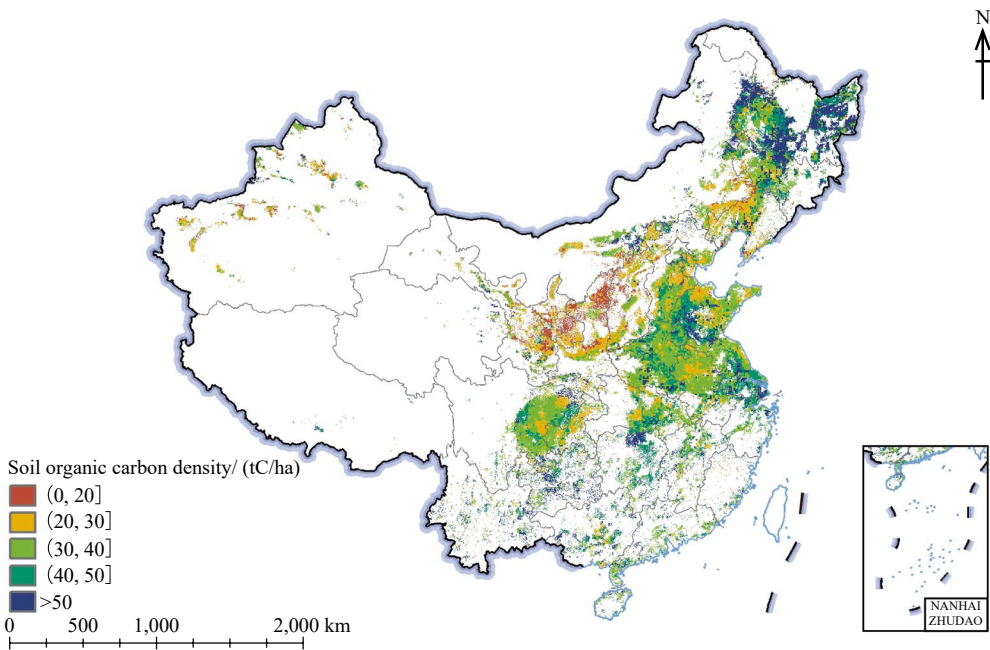 N
Soil organic carbon density/ (tC/ha)
(0, 20]
(20, 30]
(30, 40]
(40, 50]
>50
0 500 1,000 2,000 km
NANHAI
ZHUDAO